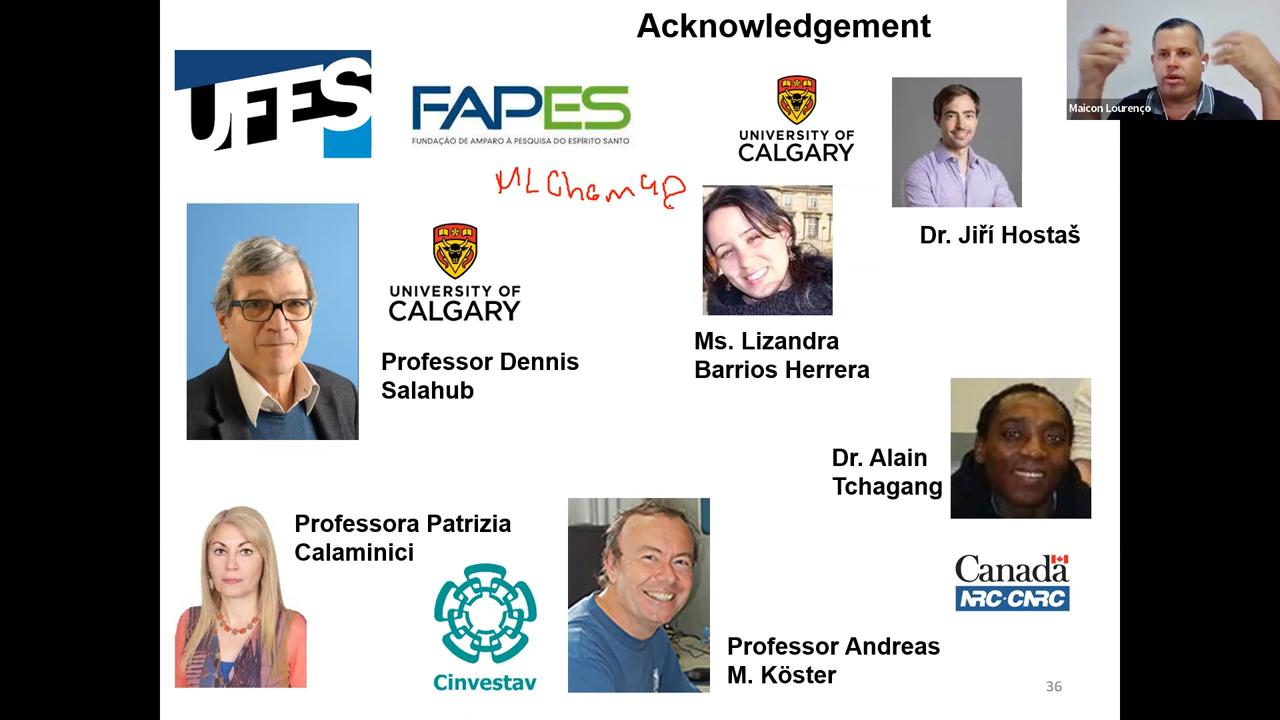 Acknowledgement
UFES
FAPES
FUNDAÇÃO DE AMPARO À PESQUISA DO ESPÍRITO SANTO
UNIVERSITY OF
CALGARY
Maicon Lourenço
ML Chem4P
Dr. Jiří Hostaš
UNIVERSITY OF
CALGARY
Professor Dennis
Salahub
Ms. Lizandra
Barrios Herrera
Dr. Alain
Tchagang
Professora Patrizia
Calaminici
Cinvestav
Professor Andreas
M. Köster
Canada
NRC·CNRC
36